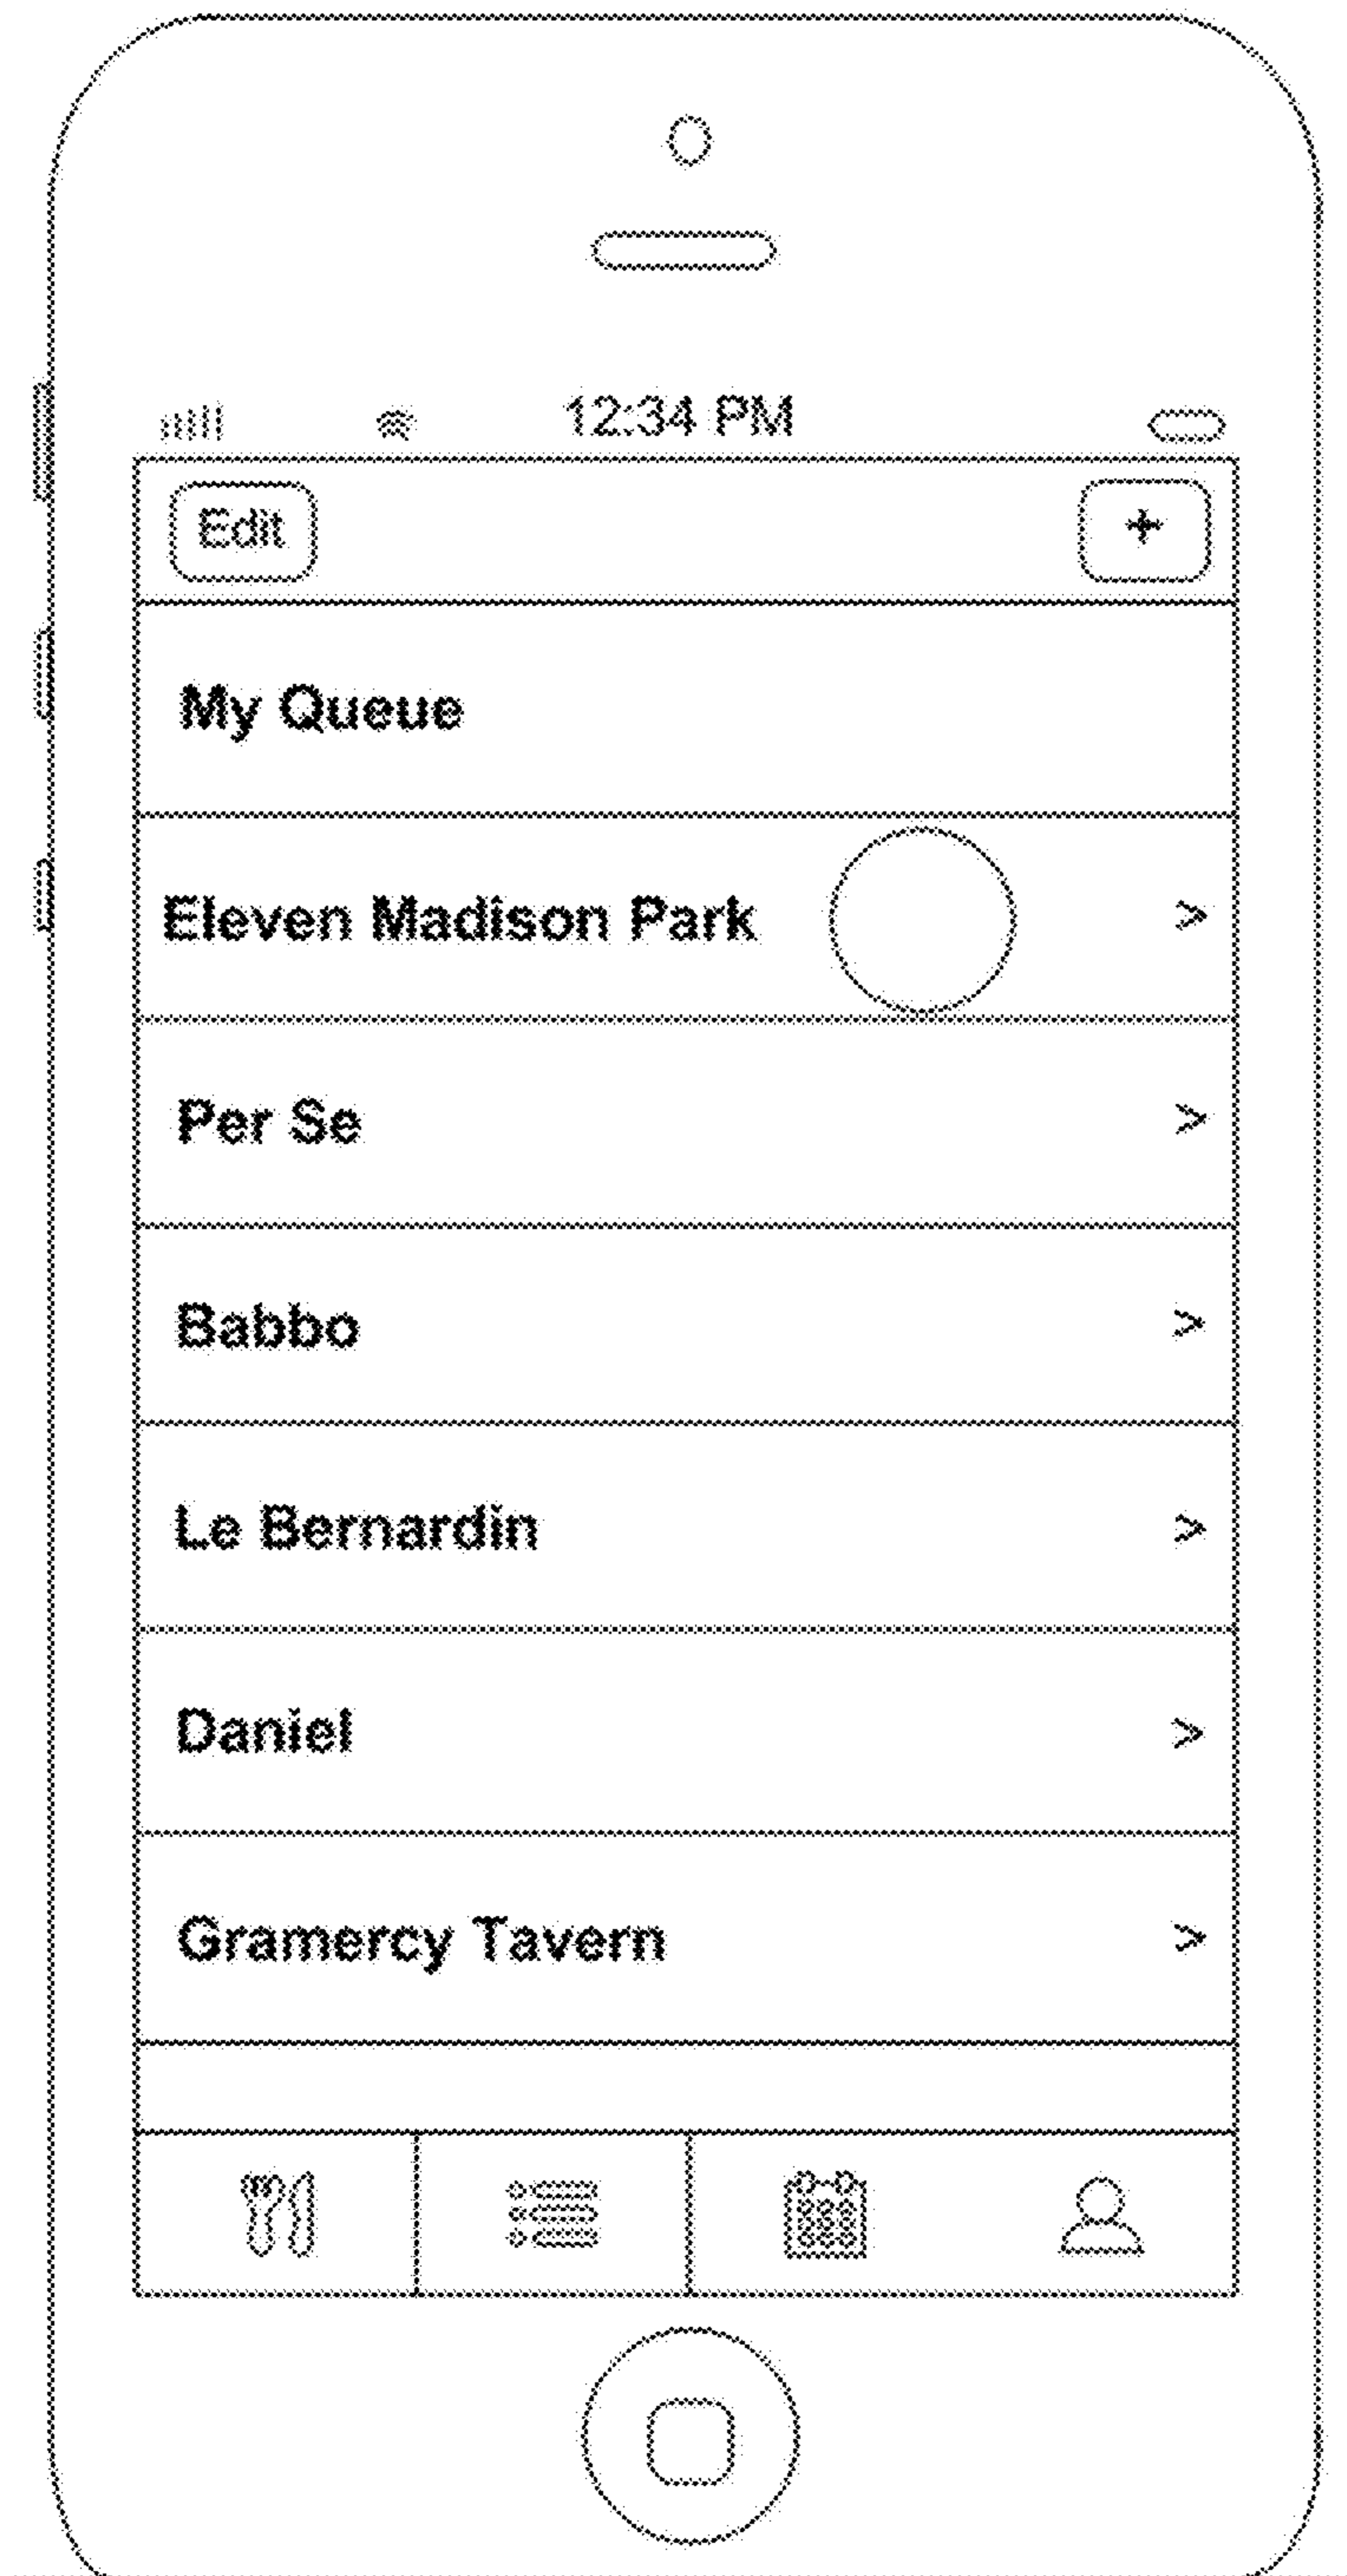 12:34 PM
Edit +
My Queue
Eleven Madison Park >
Per Se >
Babbo >
Le Bernardin >
Daniel >
Gramercy Tavern >